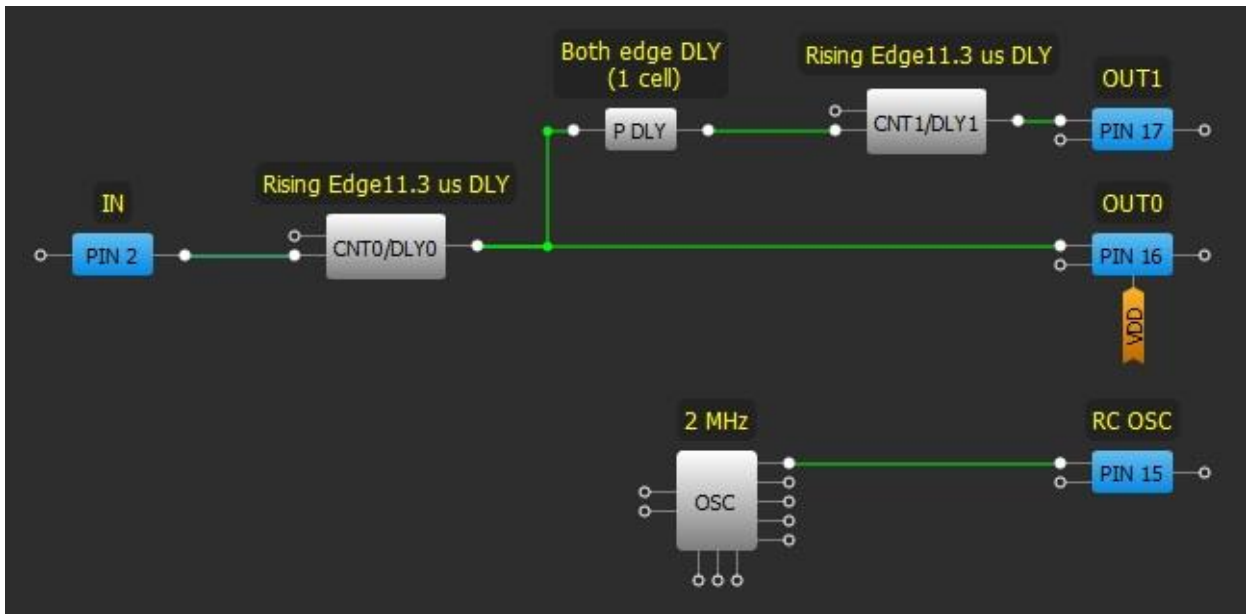 Both edge DLY
(1 cell)
P DLY
Rising Edge11.3 us DLY
CNT1/DLY1
OUT1
PIN 17
IN
PIN 2
Rising Edge11.3 us DLY
CNT0/DLY0
OUT0
PIN 16
VDD
2 MHz
OSC
RC OSC
PIN 15